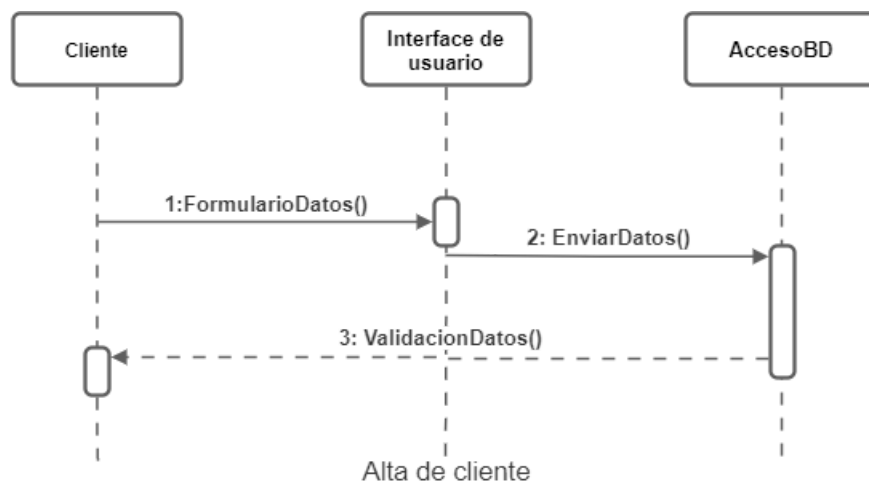 Cliente
Interface de
usuario
AccesoBD
1:FormularioDatos()
2: EnviarDatos()
3: ValidacionDatos()
Alta de cliente